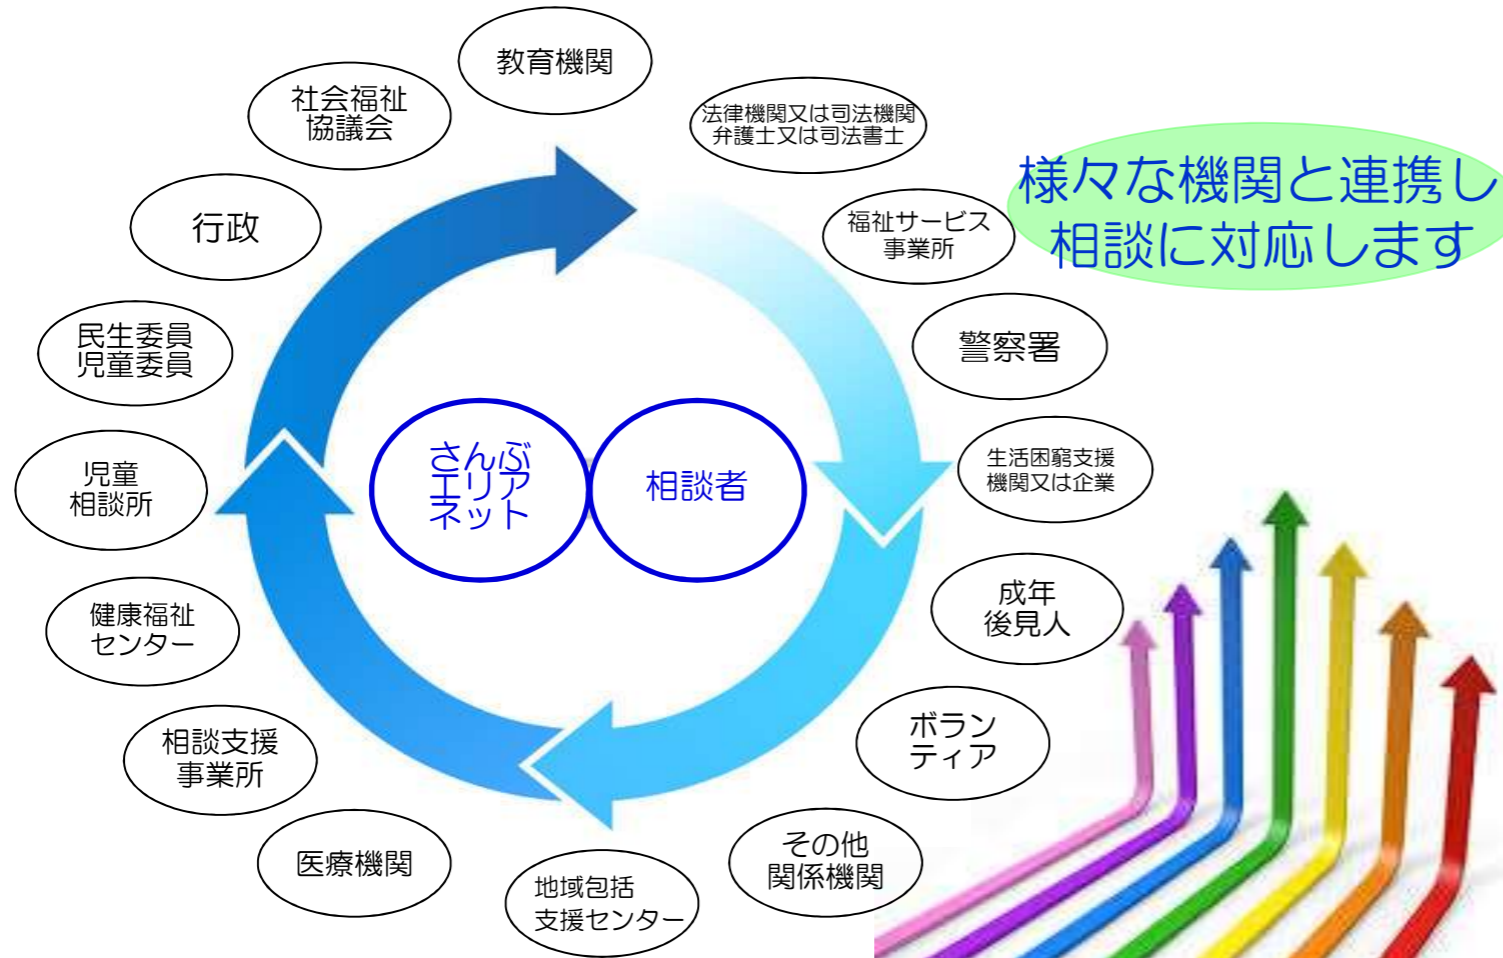 教育機関
社会福祉
協議会
法律機関又は司法機関
弁護士又は司法書士
様々な機関と連携し
相談に対応します
行政
福祉サービス
事業所
民生委員
児童委員
警察署
さんぶ
エリア
ネット
相談者
児童
相談所
生活困窮支援
機関又は企業
健康福祉
センター
成年
後見人
相談支援
事業所
ボラン
ティア
医療機関
地域包括
支援センター
その他
関係機関